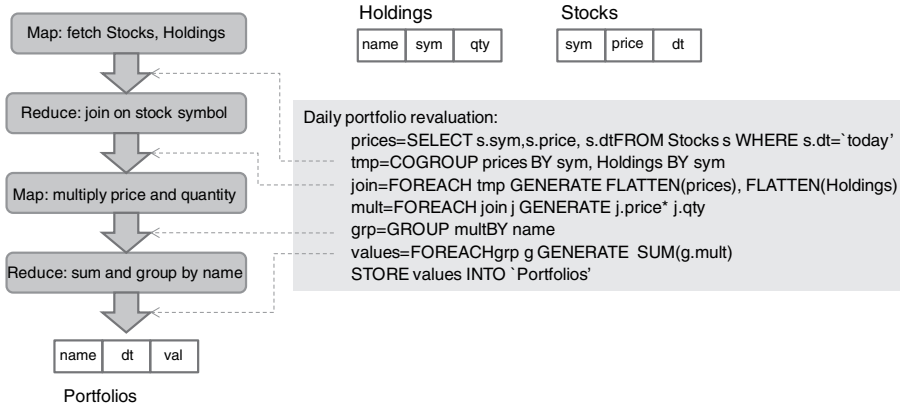 Map: fetch Stocks, Holdings
Reduce: join on stock symbol
Map: multiply price and quantity
Reduce: sum and group by name
name dt val
Portfolios
Holdings
name sym qty
Stocks
sym price dt
Daily portfolio revaluation:
prices=SELECT s.sym,s.price, s.dtFROM Stocks s WHERE s.dt=`today’
tmp=COGROUP prices BY sym, Holdings BY sym
join=FOREACH tmp GENERATE FLATTEN(prices), FLATTEN(Holdings)
mult=FOREACH join j GENERATE j.price* j.qty
grp=GROUP multBY name
values=FOREACHgrp g GENERATE SUM(g.mult)
STORE values INTO `Portfolios’